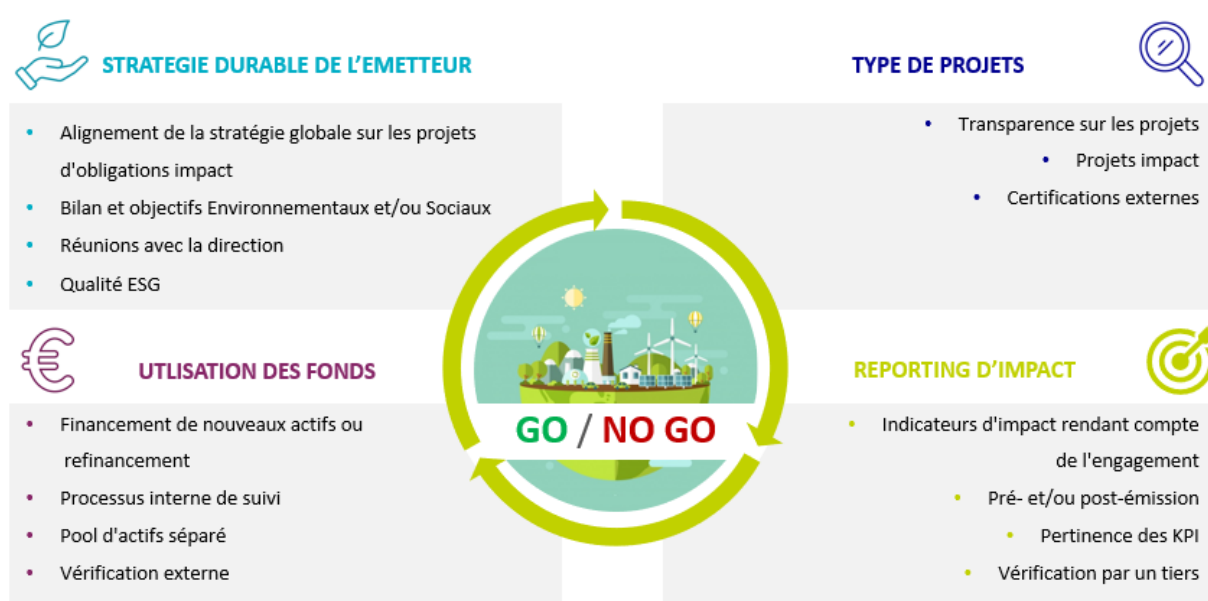 STRATEGIE DURABLE DE L'EMETTEUR
• Alignement de la stratégie globale sur les projets
d'obligations impact
• Bilan et objectifs Environnementaux et/ou Sociaux
• Réunions avec la direction
• Qualité ESG
TYPE DE PROJETS
• Transparence sur les projets
• Projets impact
• Certifications externes
GO / NO GO
UTLISATION DES FONDS
• Financement de nouveaux actifs ou
refinancement
• Processus interne de suivi
• Pool d'actifs séparé
• Vérification externe
REPORTING D'IMPACT
• Indicateurs d'impact rendant compte
de l'engagement
• Pré- et/ou post-émission
• Pertinence des KPI
• Vérification par un tiers